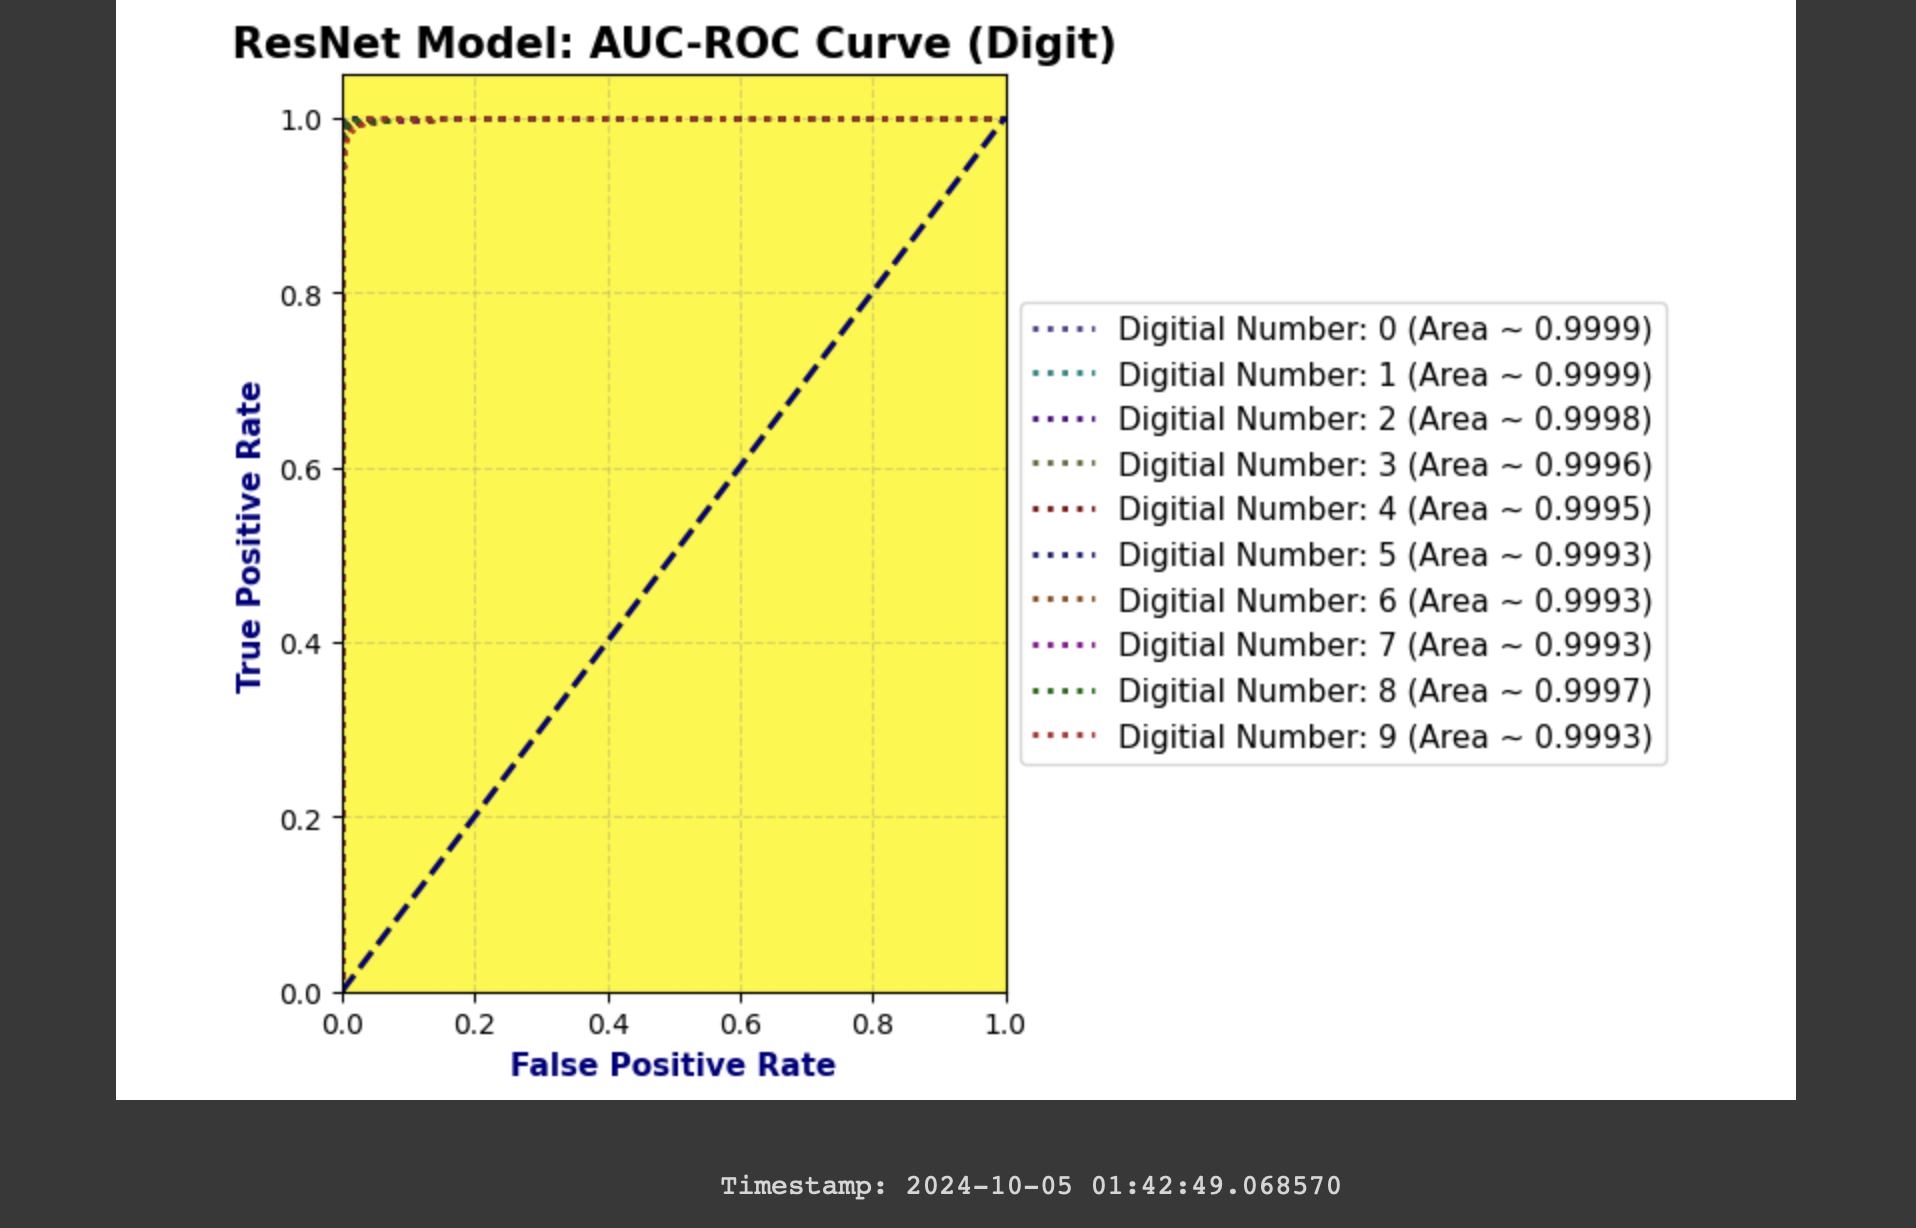 ResNet Model: AUC-ROC Curve (Digit)
1.0
0.8
0.6
0.4
0.2
0.0
True Positive Rate
0.0 0.2 0.4 0.6 0.8 1.0
False Positive Rate
Digitial Number: 0 (Area ~ 0.9999)
Digitial Number: 1 (Area ~ 0.9999)
Digitial Number: 2 (Area ~ 0.9998)
Digitial Number: 3 (Area ~ 0.9996)
Digitial Number: 4 (Area ~ 0.9995)
Digitial Number: 5 (Area ~ 0.9993)
Digitial Number: 6 (Area ~ 0.9993)
Digitial Number: 7 (Area ~ 0.9993)
Digitial Number: 8 (Area ~ 0.9997)
Digitial Number: 9 (Area ~ 0.9993)
Timestamp: 2024-10-05 01:42:49.068570